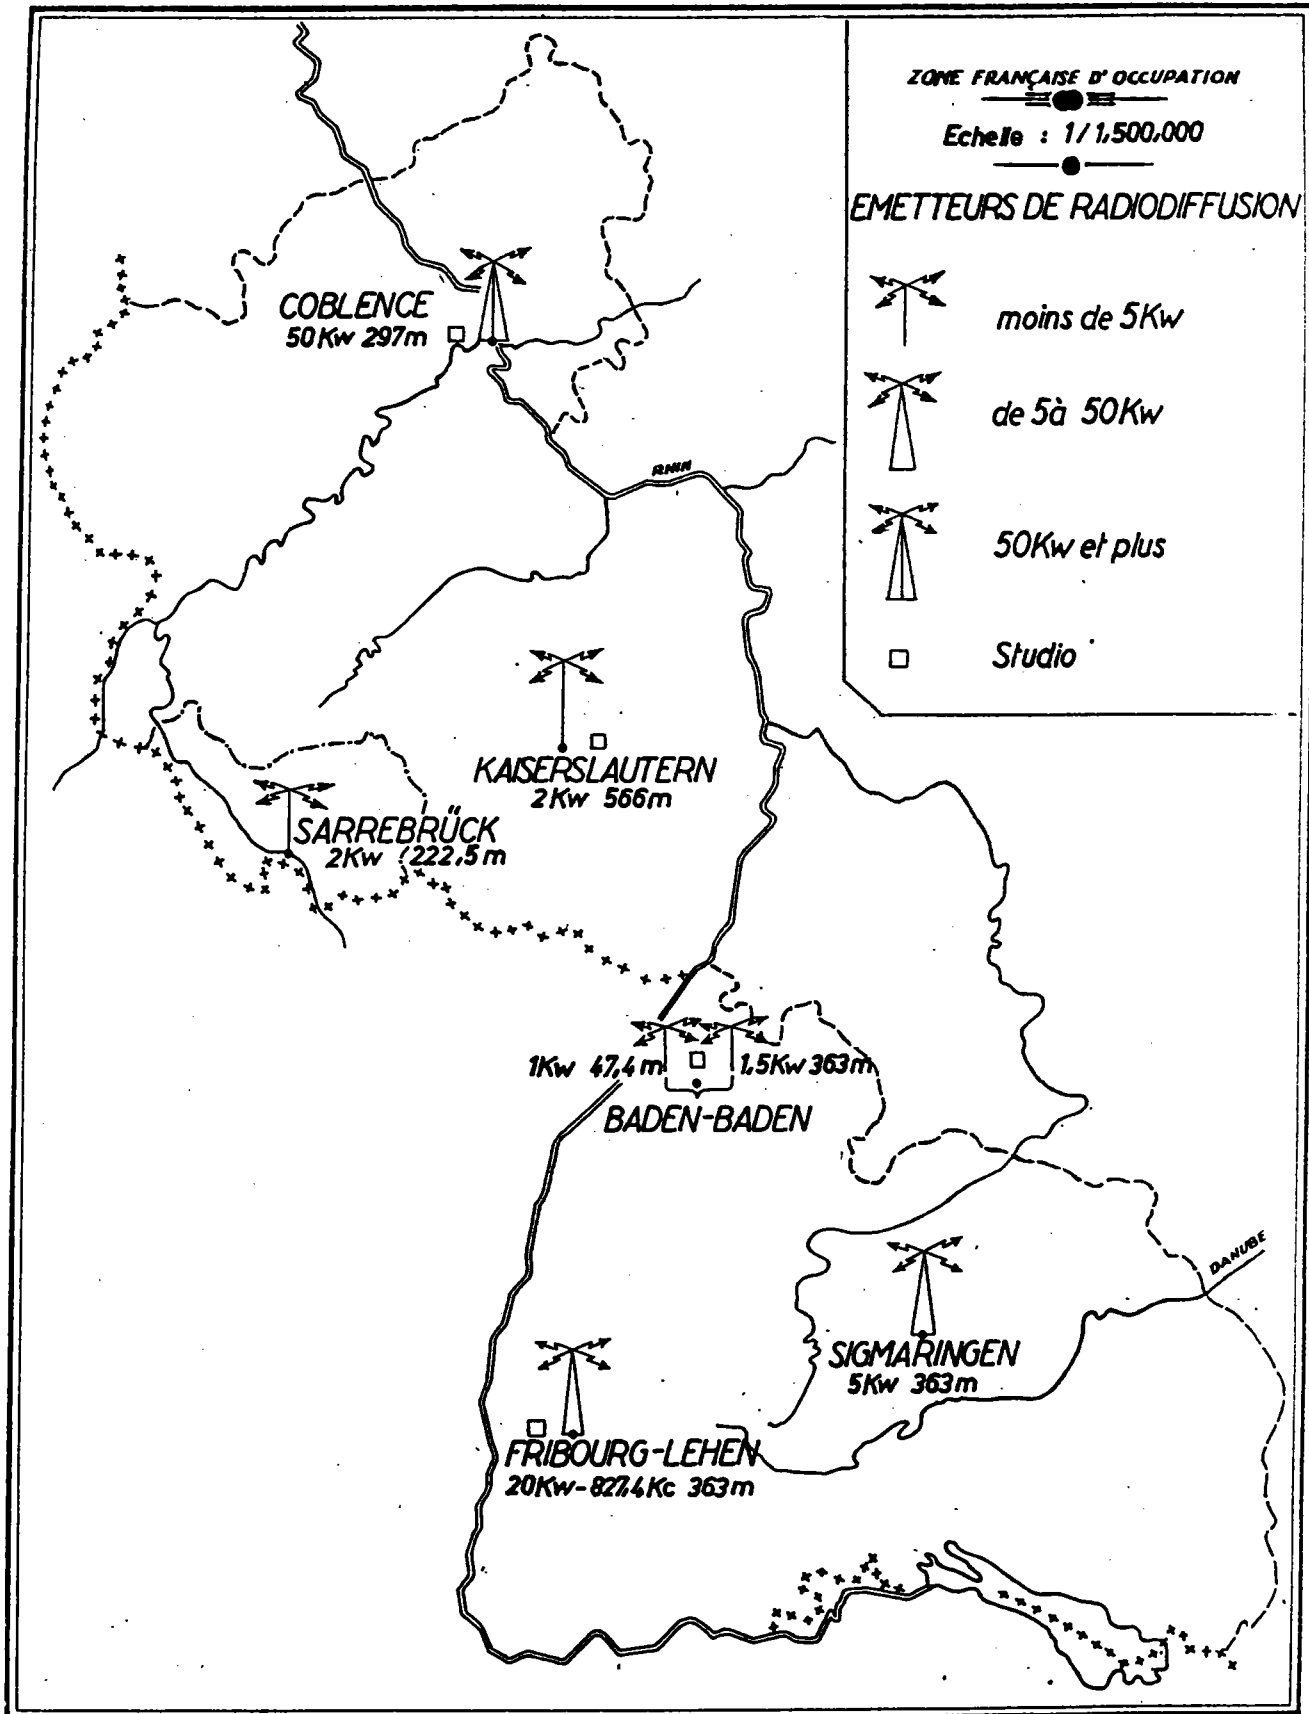 ZONE FRANÇAISE D'OCCUPATION
Echelle : 1/1,500,000
EMETTEURS DE RADIODIFFUSION
moins de 5Kw
de 5à 50Kw
50Kw et plus
Studio
COBLENCE
50Kw 297m
RHIN
KAISERSLAUTERN
2Kw 566m
SARREBRÜCK
2Kw 222,5m
1Kw 47,4m
1,5Kw 363m
BADEN-BADEN
DANUBE
SIGMARINGEN
5Kw 363m
FRIBOURG-LEHEN
20Kw-827,4Kc 363m